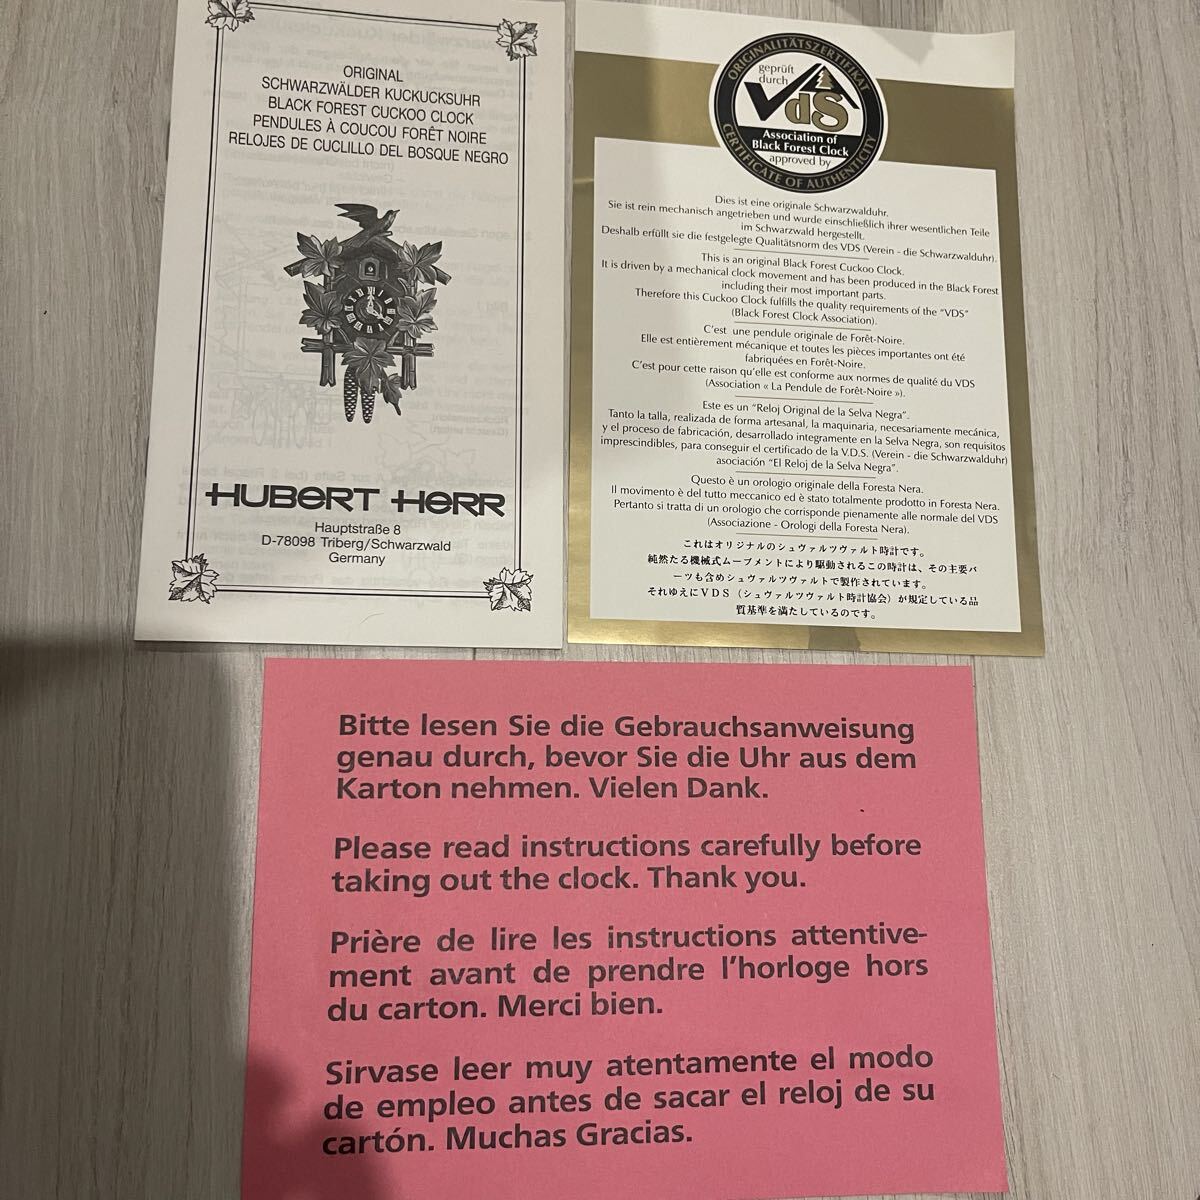 ORIGINAL
SCHWARZWÄLDER KUCKUCKSUHR
BLACK FOREST CUCKOO CLOCK
PENDULES À COUCOU FORÊT NOIRE
RELOJES DE CUCLILLO DEL BOSQUE NEGRO
HUBERT HERR
Hauptstraße 8
D-78098 Triberg/Schwarzwald
Germany
ORIGINALITÄTSZERTIFIKAT
geprüft
durch
VdS
Association of
Black Forest Clock
approved by
CERTIFICATE OF AUTHENTICITY
Dies ist eine originale Schwarzwalduhr.
Sie ist rein mechanisch angetrieben und wurde einschließlich ihrer wesentlichen Teile
im Schwarzwald hergestellt.
Deshalb erfüllt sie die festgelegte Qualitätsnorm des VDS (Verein - die Schwarzwalduhr).
This is an original Black Forest Cuckoo Clock.
It is driven by a mechanical clock movement and has been produced in the Black Forest
including their most important parts.
Therefore this Cuckoo Clock fulfills the quality requirements of the "VDS"
(Black Forest Clock Association).
C'est une pendule originale de Forêt-Noire.
Elle est entièrement mécanique et toutes les pièces importantes ont été
fabriquées en Forêt-Noire.
C'est pour cette raison qu'elle est conforme aux normes de qualité du VDS
(Association « La Pendule de Forêt-Noire »).
Este es un "Reloj Original de la Selva Negra".
Tanto la talla, realizada de forma artesanal, la maquinaria, necesariamente mecánica,
y el proceso de fabricación, desarrollado integramente en la Selva Negra, son requisitos
imprescindibles, para conseguir el certificado de la V.D.S. (Verein - die Schwarzwalduhr)
asociación "El Reloj de la Selva Negra".
Questo è un orologio originale della Foresta Nera.
Il movimento è del tutto meccanico ed è stato totalmente prodotto in Foresta Nera.
Pertanto si tratta di un orologio che corrisponde pienamente alle normale del VDS
(Associazione - Orologi della Foresta Nera).
これはオリジナルのシュヴァルツヴァルト時計です。
純然たる機械式ムーブメントにより駆動されるこの時計は、その主要パ
ーツも含めシュヴァルツヴァルトで製作されています。
それゆえにＶＤＳ（シュヴァルツヴァルト時計協会）が規定している品
質基準を満たしているのです。
Bitte lesen Sie die Gebrauchsanweisung
genau durch, bevor Sie die Uhr aus dem
Karton nehmen. Vielen Dank.
Please read instructions carefully before
taking out the clock. Thank you.
Prière de lire les instructions attentive-
ment avant de prendre l'horloge hors
du carton. Merci bien.
Sirvase leer muy atentamente el modo
de empleo antes de sacar el reloj de su
cartón. Muchas Gracias.